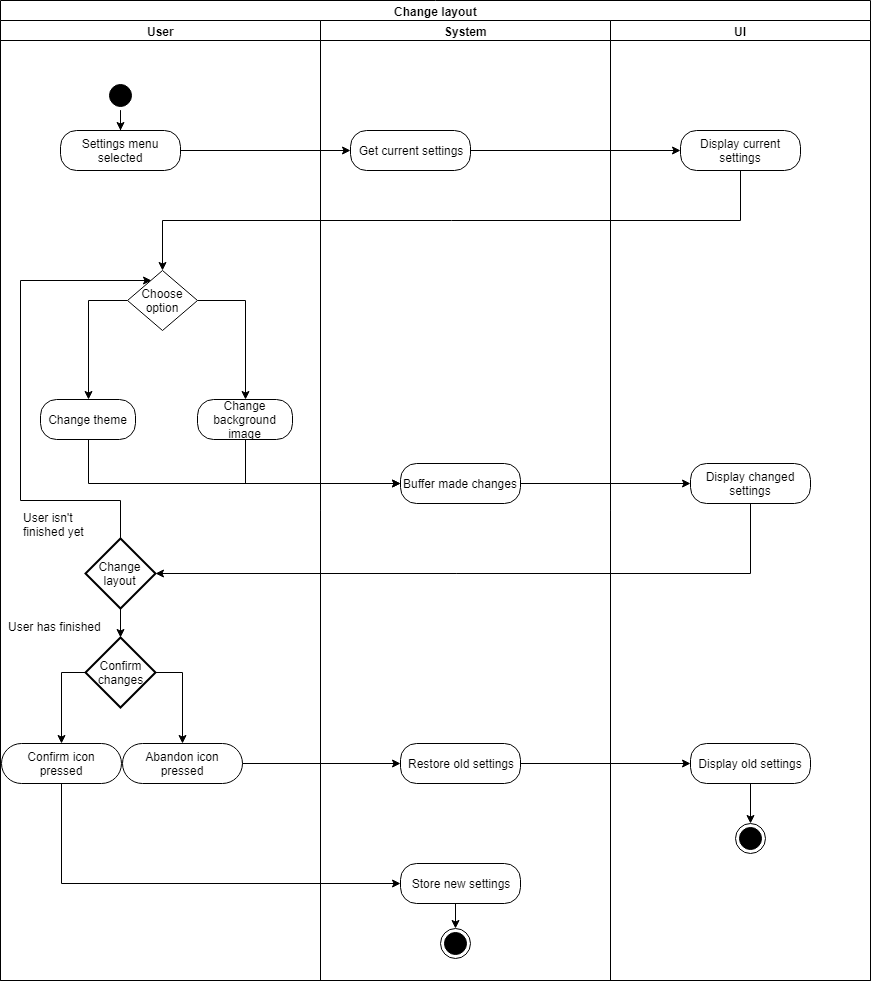 Change layout
User
System
UI
Settings menu
selected
Get current settings
Display current
settings
Choose
option
Change theme
Change
background
image
Buffer made changes
Display changed
settings
User isn't
finished yet
Change
layout
User has finished
Confirm
changes
Confirm icon
pressed
Abandon icon
pressed
Restore old settings
Display old settings
Store new settings